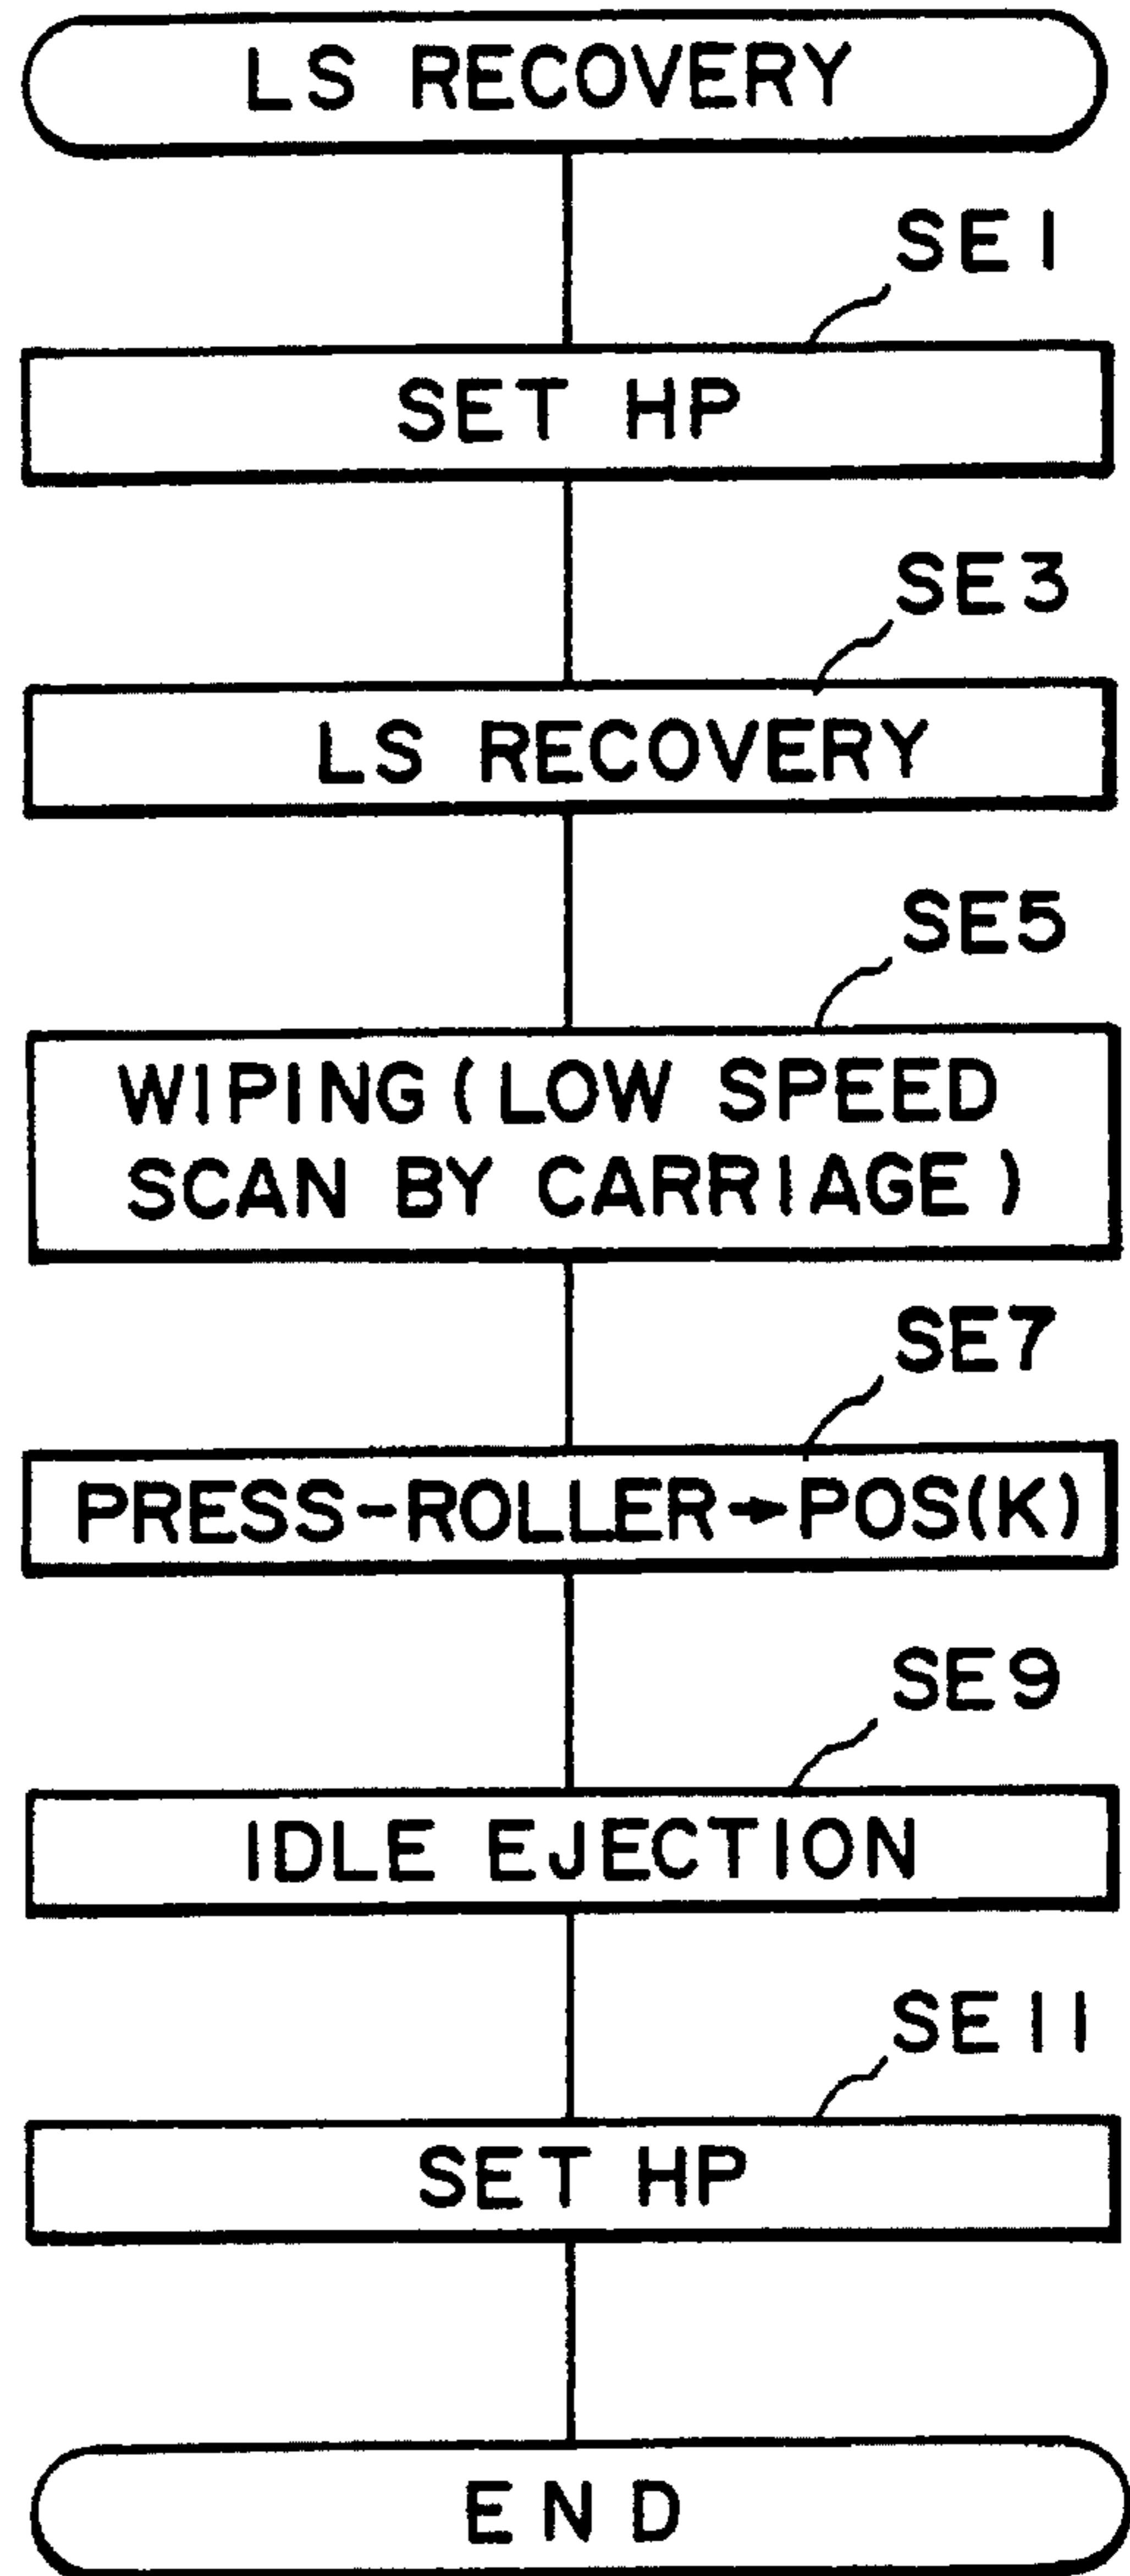 LS RECOVERY
SE1
SET HP
SE3
LS RECOVERY
SE5
WIPING (LOW SPEED
SCAN BY CARRIAGE)
SE7
PRESS-ROLLER→POS(K)
SE9
IDLE EJECTION
SE11
SET HP
END